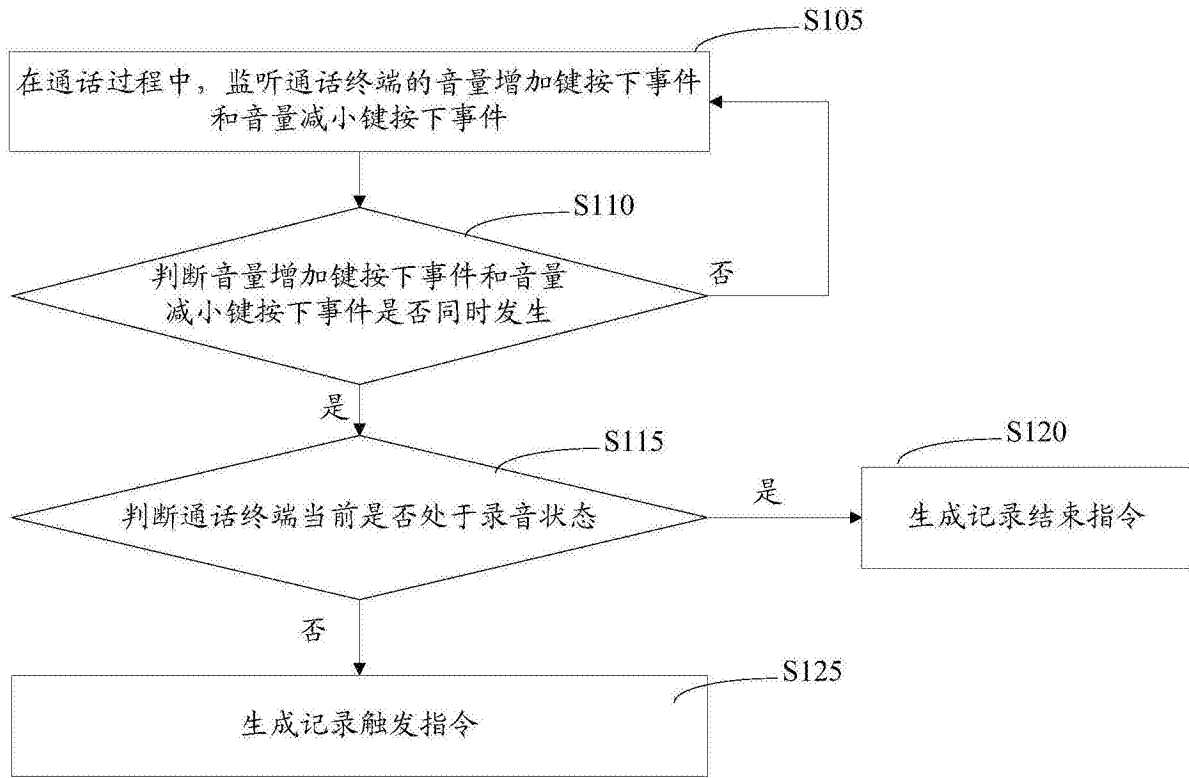 S105
在通话过程中，监听通话终端的音量增加键按下事件
和音量减小键按下事件
S110
判断音量增加键按下事件和音量
减小键按下事件是否同时发生
否
是
S115
判断通话终端当前是否处于录音状态
是
S120
生成记录结束指令
否
S125
生成记录触发指令